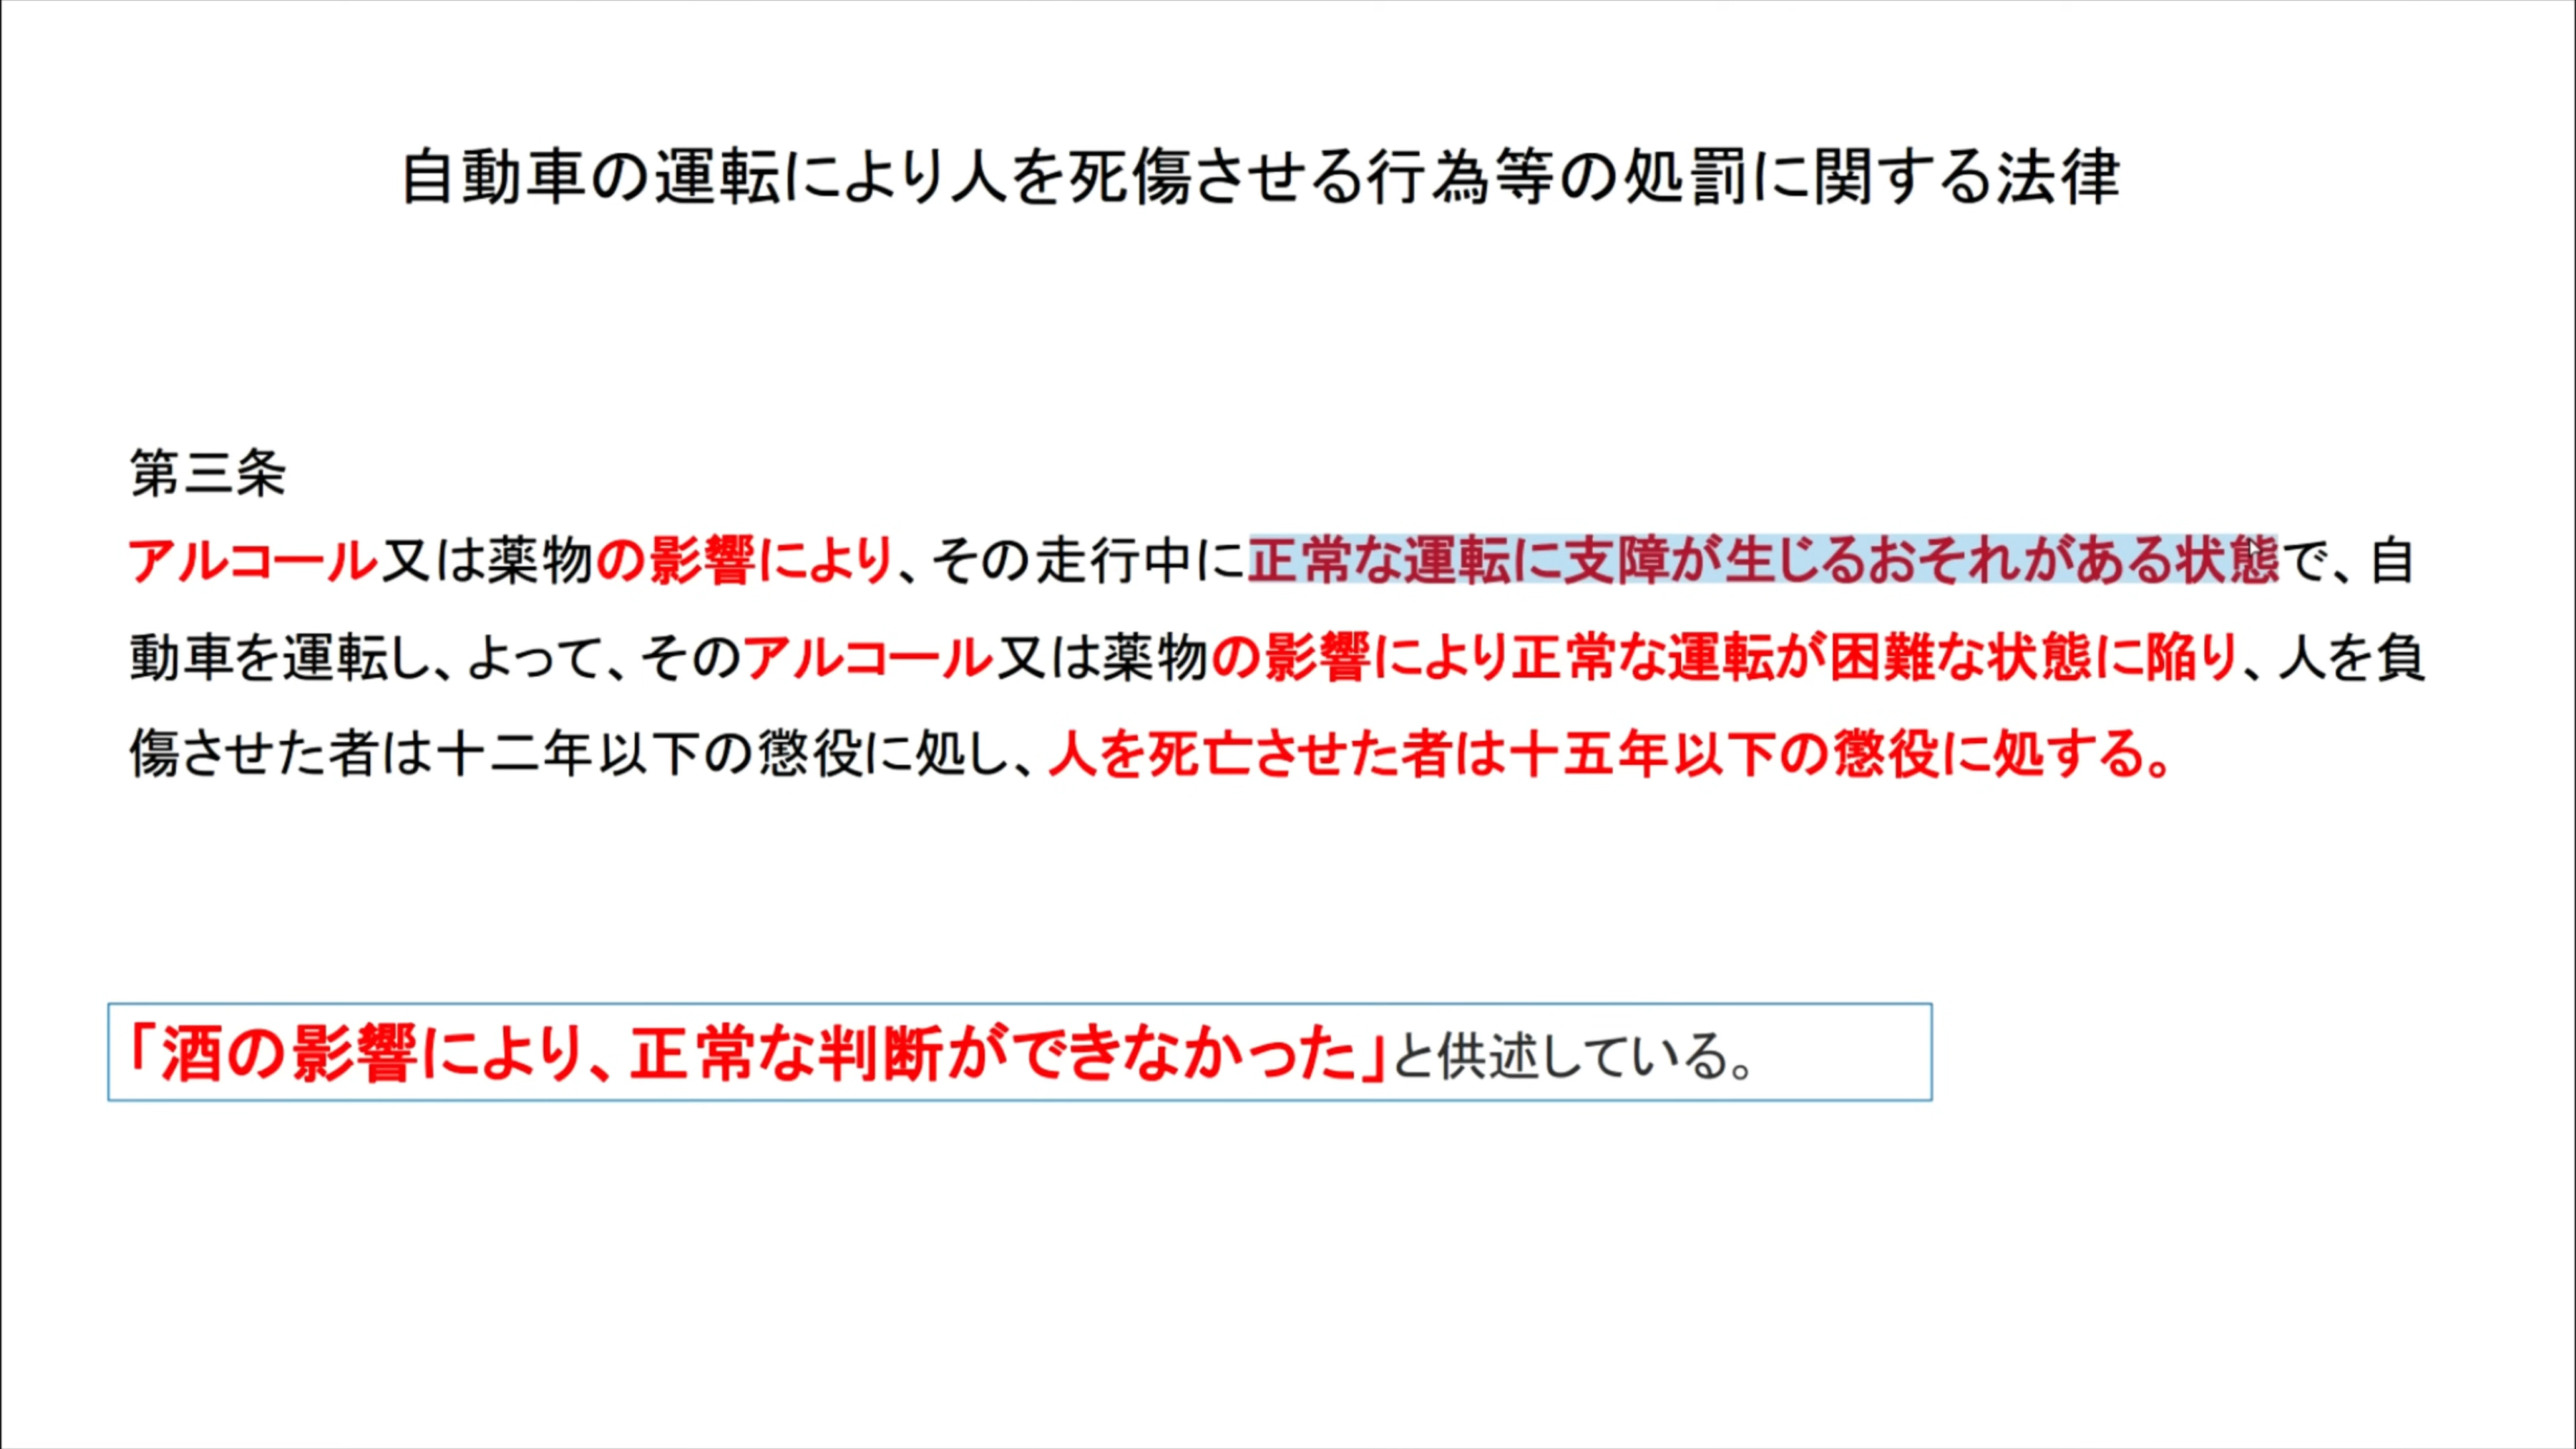 自動車の運転により人を死傷させる行為等の処罰に関する法律
第三条
アルコール又は薬物の影響により、その走行中に正常な運転に支障が生じるおそれがある状態で、自
動車を運転し、よって、そのアルコール又は薬物の影響により正常な運転が困難な状態に陥り、人を負
傷させた者は十二年以下の懲役に処し、人を死亡させた者は十五年以下の懲役に処する。
「酒の影響により、正常な判断ができなかった」と供述している。